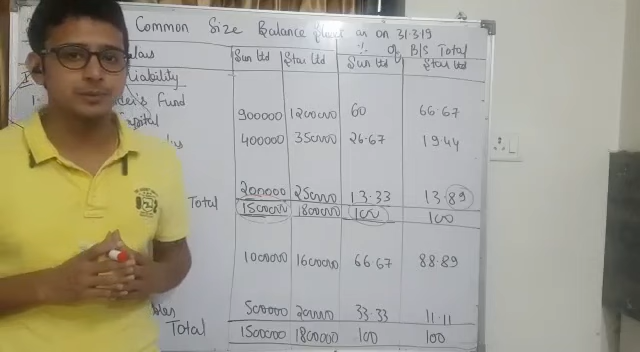 Common Size Balance Sheet as on 31.3.19
% of B/S Total
Sun Ltd Star Ltd Sun Ltd Star Ltd
Liability
Fund
900000 1200000 60 66.67
400000 350000 26.67 19.44
200000 250000 13.33 13.89
Total 1500000 1800000 100 100
1000000 1600000 66.67 88.89
500000 200000 33.33 11.11
Total 1500000 1800000 100 100